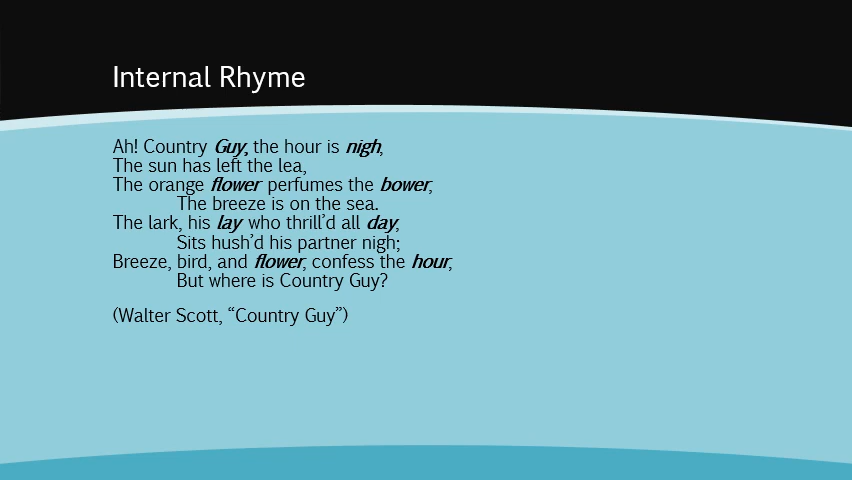 Internal Rhyme
Ah! Country Guy, the hour is nigh,
The sun has left the lea,
The orange flower perfumes the bower,
The breeze is on the sea.
The lark, his lay who thrill’d all day,
Sits hush’d his partner nigh;
Breeze, bird, and flower, confess the hour,
But where is Country Guy?
(Walter Scott, “Country Guy”)